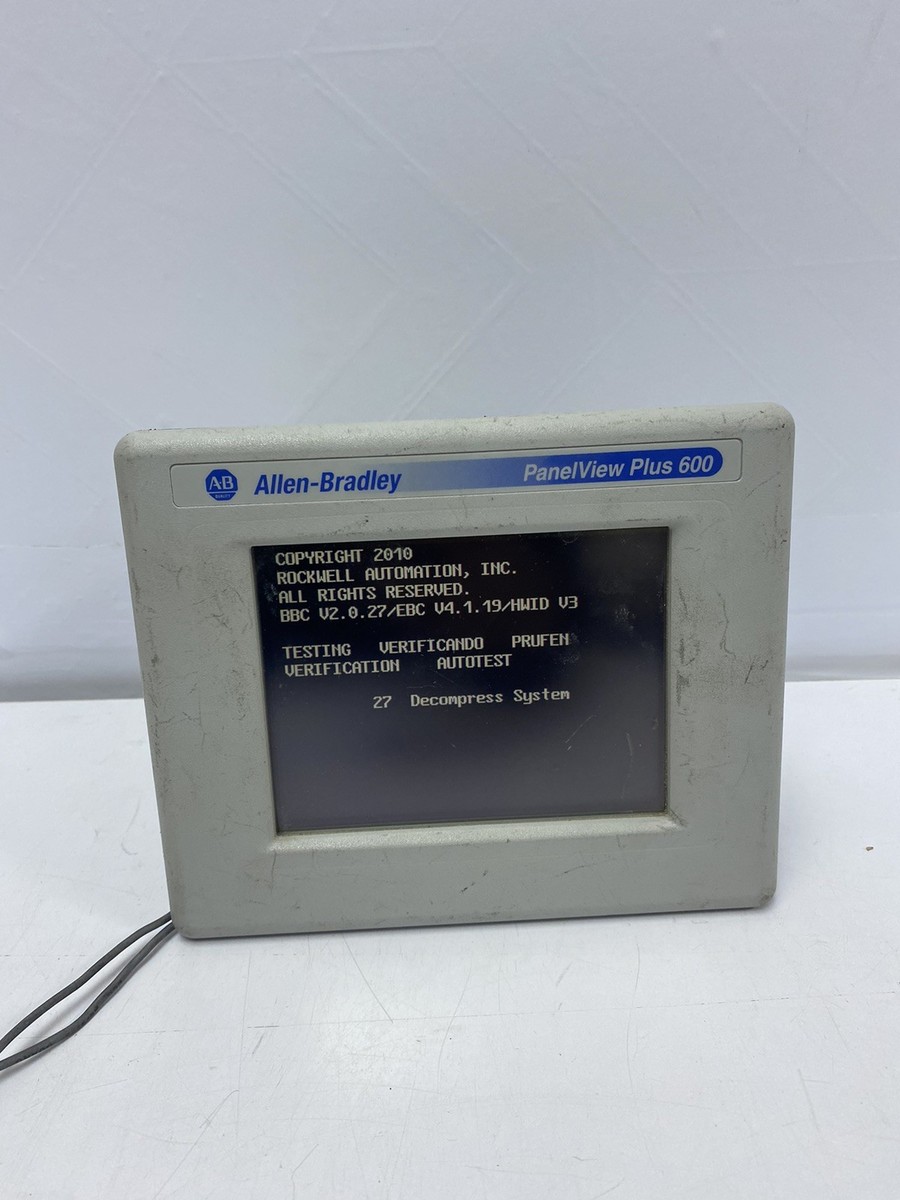 A-B
QUALITY
Allen-Bradley
PanelView Plus 600
COPYRIGHT 2010
ROCKWELL AUTOMATION, INC.
ALL RIGHTS RESERVED.
BBC V2.0.27/EBC V4.1.19/HWID V3
TESTING VERIFICANDO PRUFEN
VERIFICATION AUTOTEST
27 Decompress System